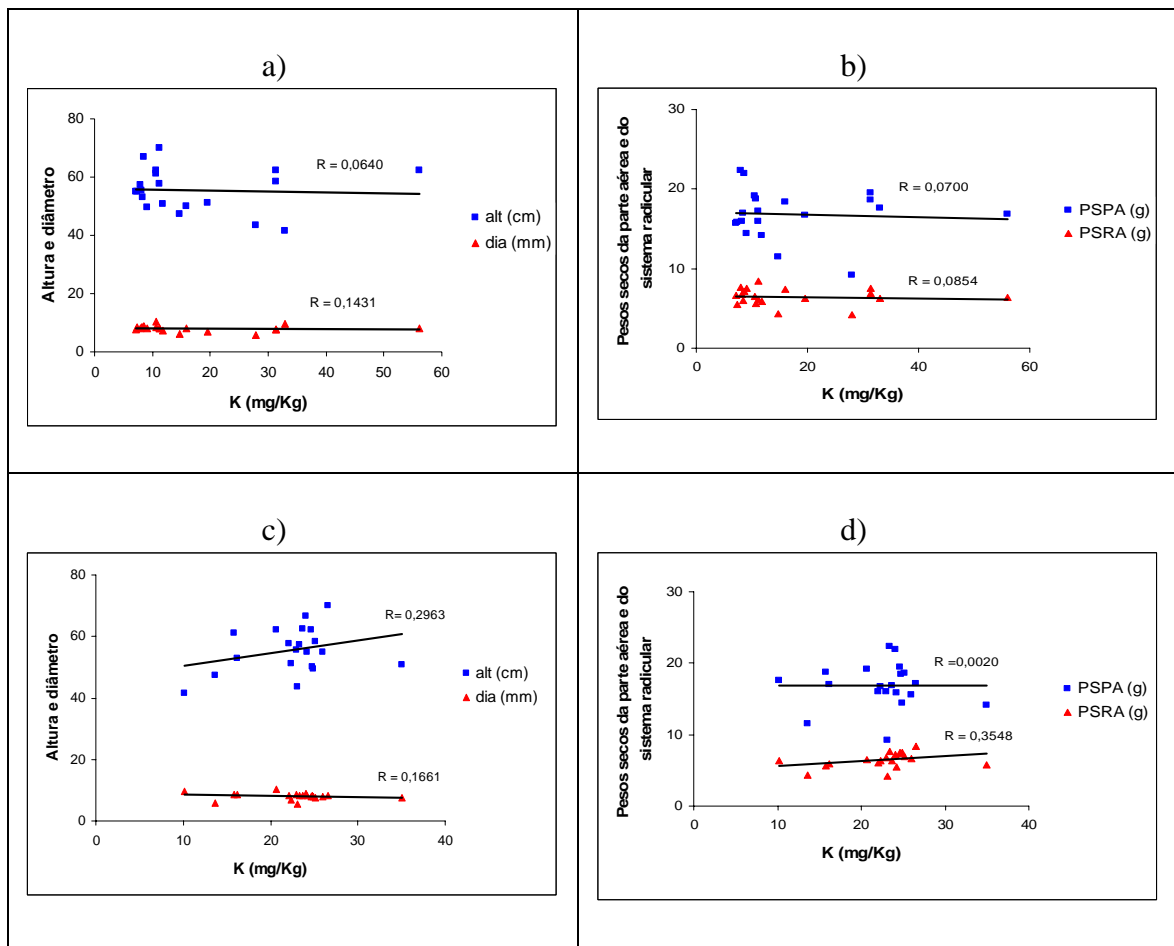 a)
80
60
40
20
0
Altura e diâmetro
R = 0,0640
R = 0,1431
0 10 20 30 40 50 60
K (mg/Kg)
alt (cm)
dia (mm)
b)
30
20
10
0
Pesos secos da parte aérea e do
sistema radicular
R = 0,0700
R = 0,0854
0 20 40 60
K (mg/Kg)
PSPA (g)
PSRA (g)
c)
80
60
40
20
0
Altura e diâmetro
R= 0,2963
R = 0,1661
0 10 20 30 40
K (mg/Kg)
alt (cm)
dia (mm)
d)
30
20
10
0
Pesos secos da parte aérea e do
sistema radicular
R =0,0020
R = 0,3548
0 10 20 30 40
K (mg/Kg)
PSPA (g)
PSRA (g)